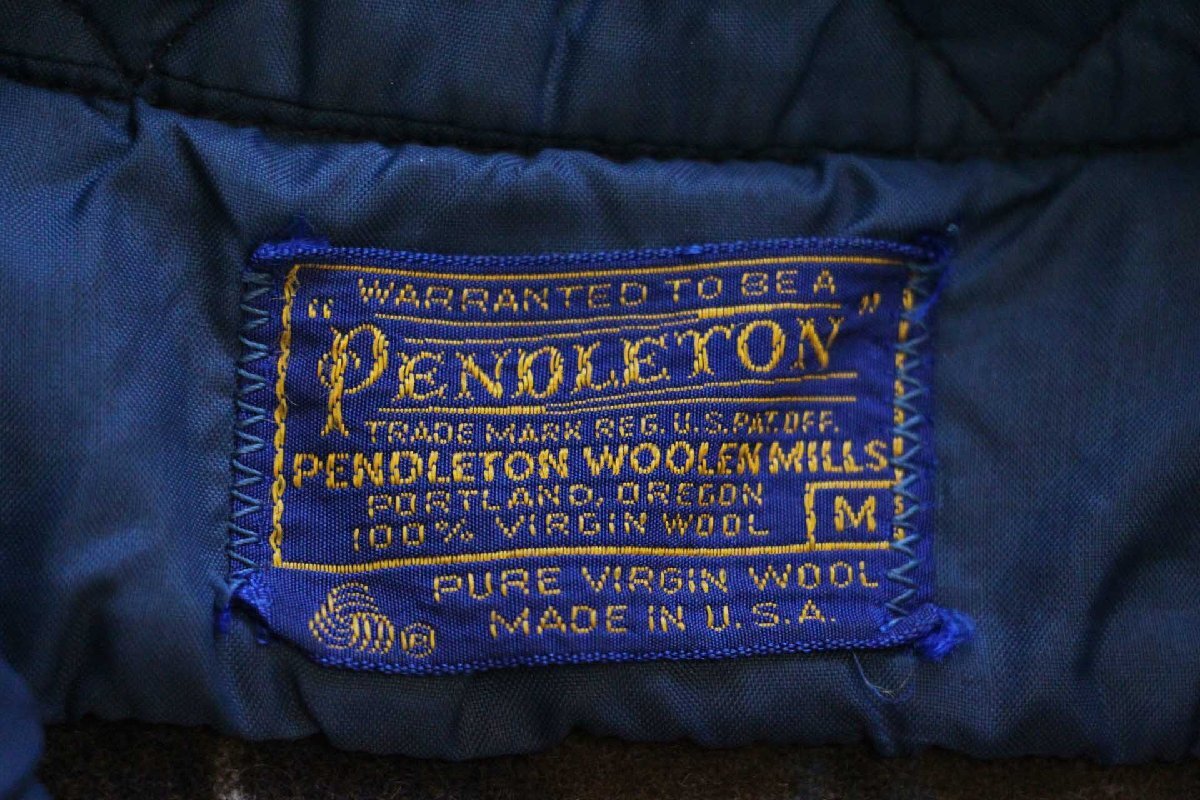 WARRANTED TO BE A
"PENDLETON"
TRADE MARK REG. U.S. PAT. OFF.
PENDLETON WOOLEN MILLS
PORTLAND, OREGON
100% VIRGIN WOOL
M
PURE VIRGIN WOOL
®
MADE IN U.S.A.